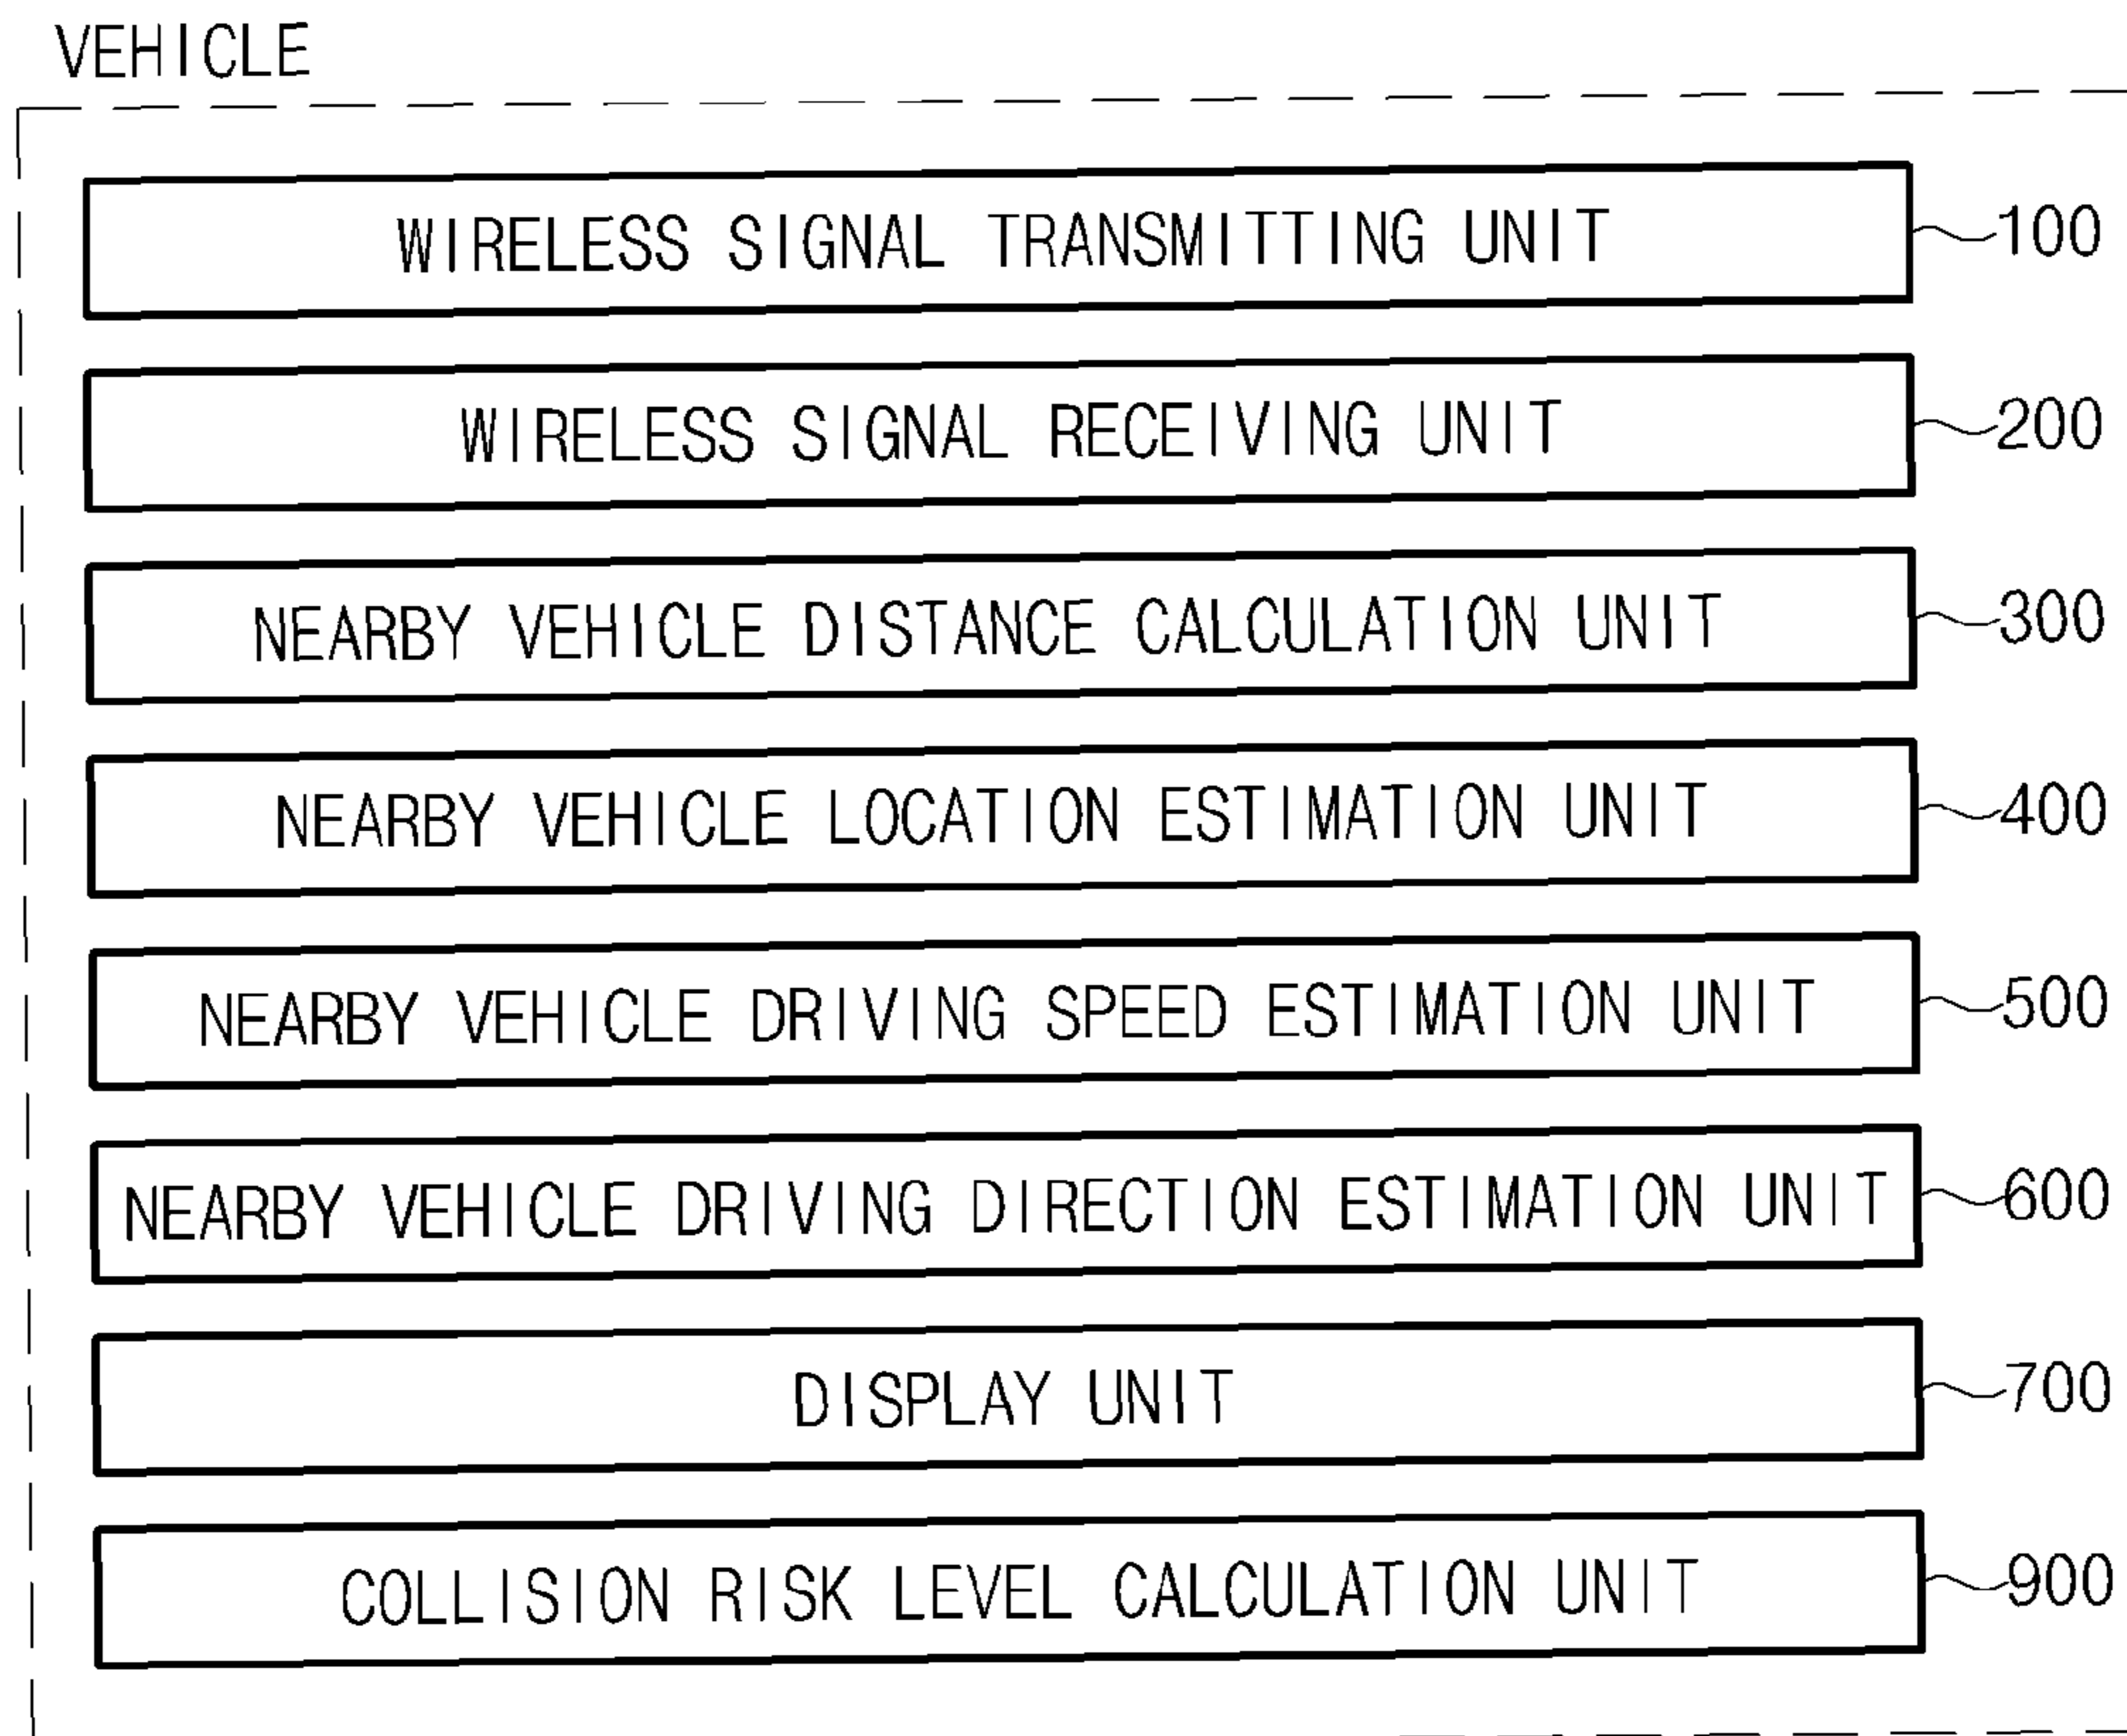 VEHICLE
WIRELESS SIGNAL TRANSMITTING UNIT 100
WIRELESS SIGNAL RECEIVING UNIT 200
NEARBY VEHICLE DISTANCE CALCULATION UNIT 300
NEARBY VEHICLE LOCATION ESTIMATION UNIT 400
NEARBY VEHICLE DRIVING SPEED ESTIMATION UNIT 500
NEARBY VEHICLE DRIVING DIRECTION ESTIMATION UNIT 600
DISPLAY UNIT 700
COLLISION RISK LEVEL CALCULATION UNIT 900